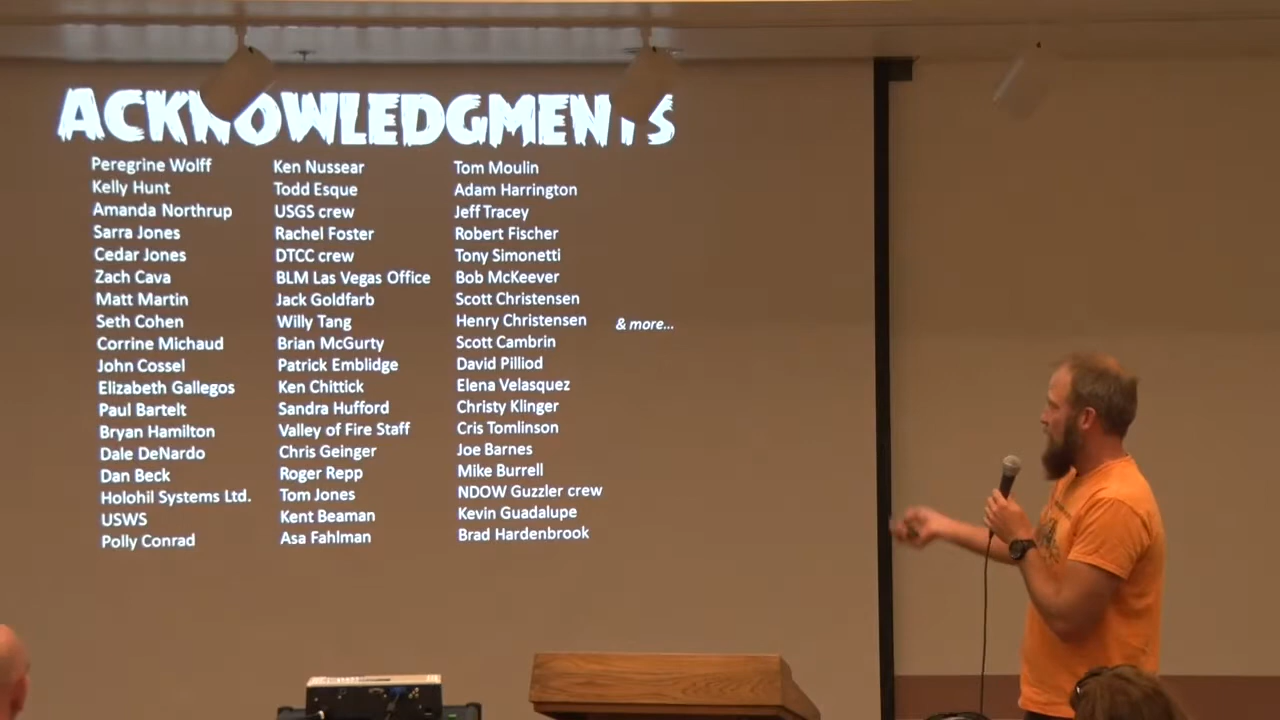 ACKNOWLEDGMENTS
Peregrine Wolff
Kelly Hunt
Amanda Northrup
Sarra Jones
Cedar Jones
Zach Cava
Matt Martin
Seth Cohen
Corrine Michaud
John Cossel
Elizabeth Gallegos
Paul Bartelt
Bryan Hamilton
Dale DeNardo
Dan Beck
Holohil Systems Ltd.
USWS
Polly Conrad
Ken Nussear
Todd Esque
USGS crew
Rachel Foster
DTCC crew
BLM Las Vegas Office
Jack Goldfarb
Willy Tang
Brian McGurty
Patrick Emblidge
Ken Chittick
Sandra Hufford
Valley of Fire Staff
Chris Geinger
Roger Repp
Tom Jones
Kent Beaman
Asa Fahlman
Tom Moulin
Adam Harrington
Jeff Tracey
Robert Fischer
Tony Simonetti
Bob McKeever
Scott Christensen
Henry Christensen
Scott Cambrin
David Pilliod
Elena Velasquez
Christy Klinger
Cris Tomlinson
Joe Barnes
Mike Burrell
NDOW Guzzler crew
Kevin Guadalupe
Brad Hardenbrook
& more...